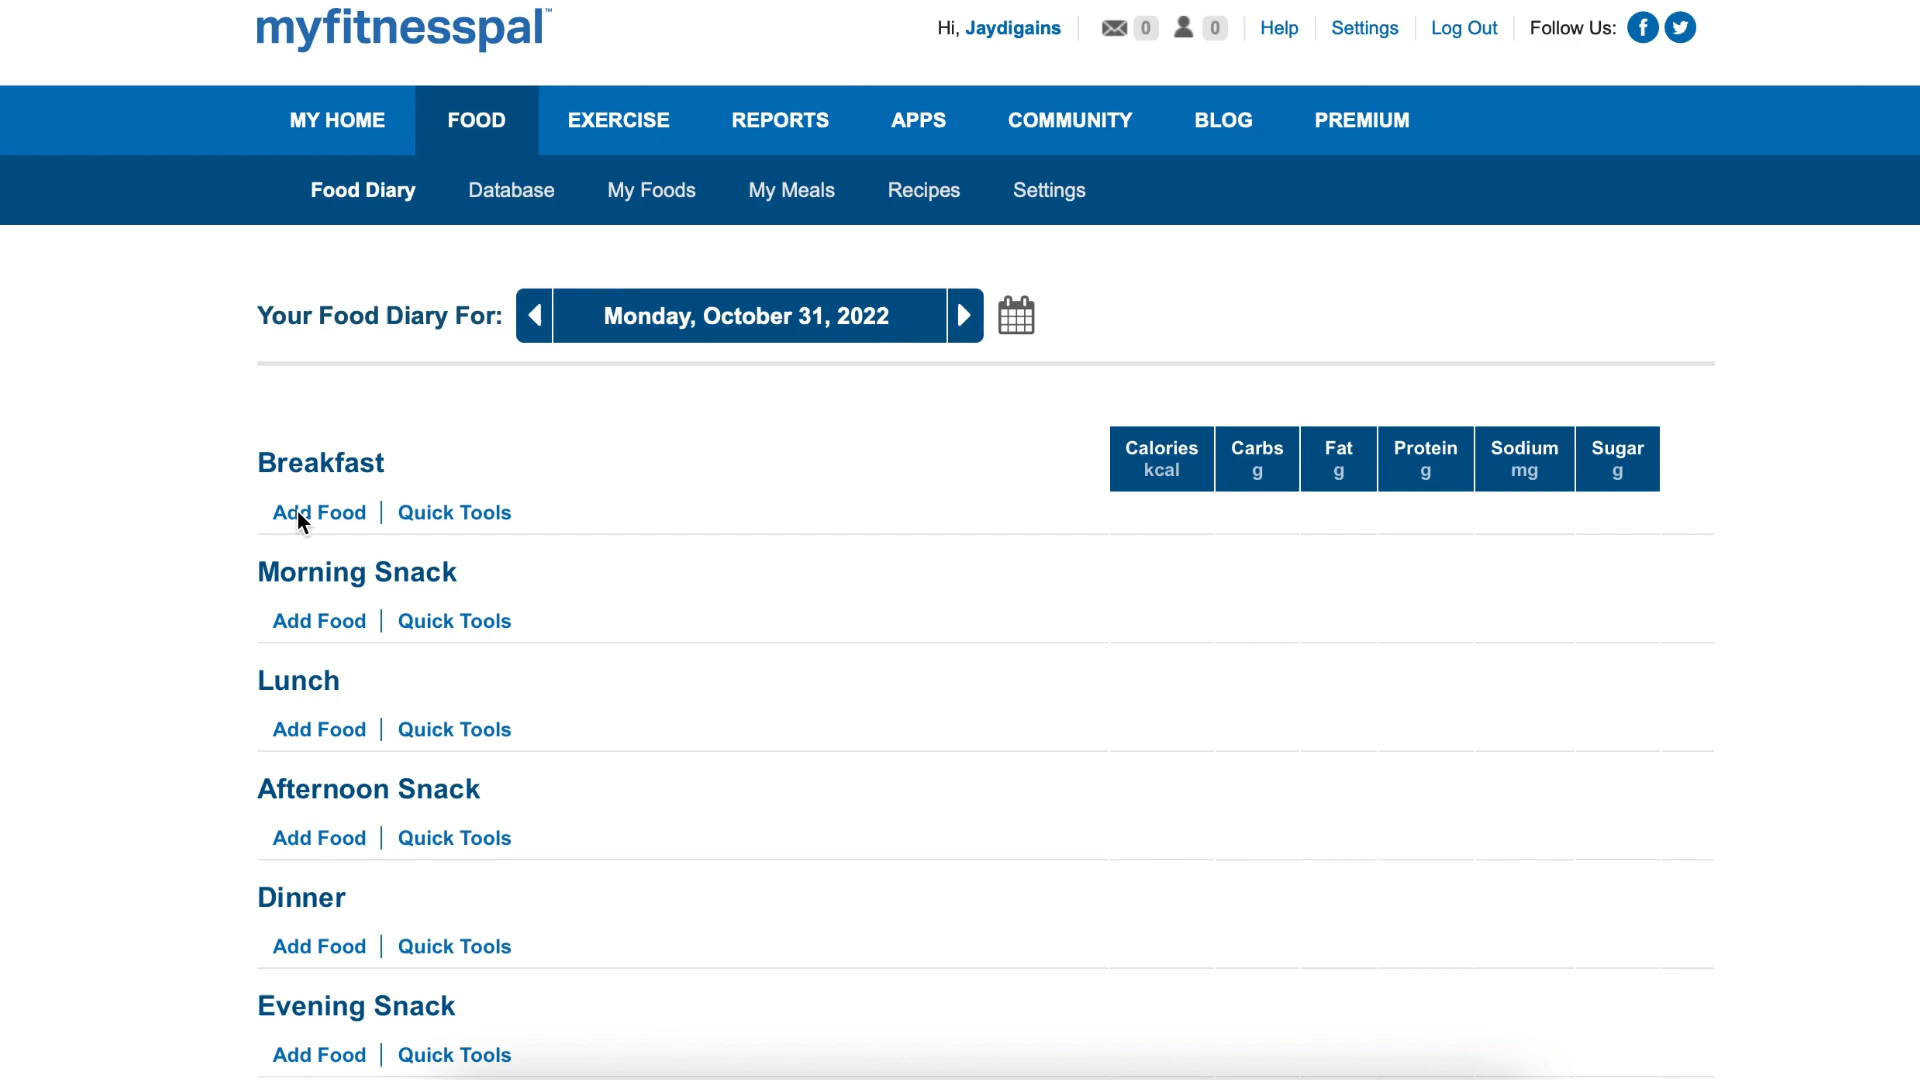 myfitnesspal™
Hi, Jaydigains 0 0 Help Settings Log Out Follow Us: f
MY HOME FOOD EXERCISE REPORTS APPS COMMUNITY BLOG PREMIUM
Food Diary Database My Foods My Meals Recipes Settings
Your Food Diary For: Monday, October 31, 2022
Calories Carbs Fat Protein Sodium Sugar
kcal g g g mg g
Breakfast
Add Food | Quick Tools
Morning Snack
Add Food | Quick Tools
Lunch
Add Food | Quick Tools
Afternoon Snack
Add Food | Quick Tools
Dinner
Add Food | Quick Tools
Evening Snack
Add Food | Quick Tools